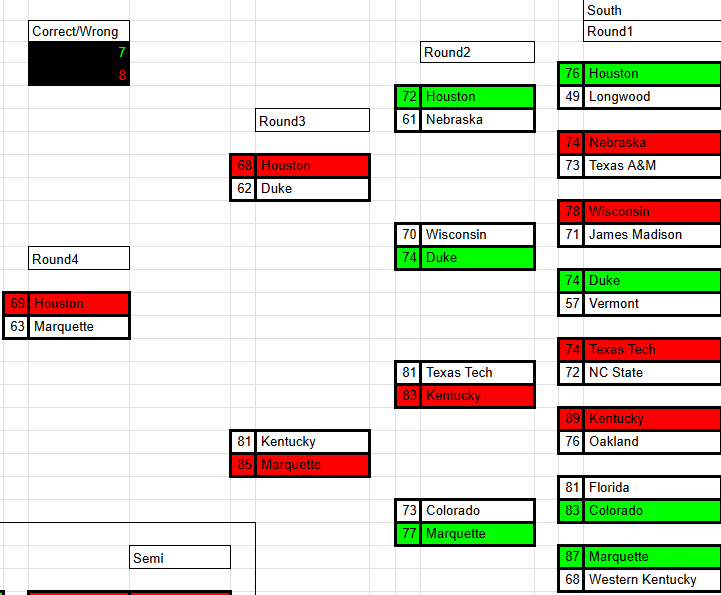 South
Correct/Wrong
Round1
7
Round2
8
76 Houston
72 Houston
49 Longwood
61 Nebraska
Round3
74 Nebraska
68 Houston
73 Texas A&M
62 Duke
78 Wisconsin
70 Wisconsin
71 James Madison
74 Duke
Round4
74 Duke
69 Houston
57 Vermont
63 Marquette
74 Texas Tech
81 Texas Tech
72 NC State
83 Kentucky
89 Kentucky
81 Kentucky
76 Oakland
85 Marquette
81 Florida
73 Colorado
83 Colorado
77 Marquette
Semi
87 Marquette
68 Western Kentucky